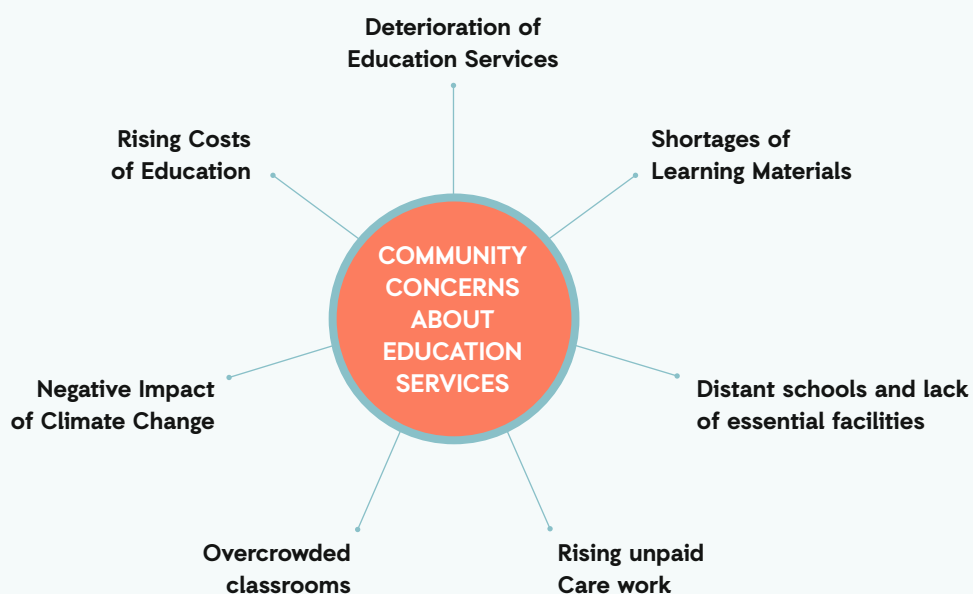 Deterioration of
Education Services
Rising Costs
of Education
Shortages of
Learning Materials
COMMUNITY
CONCERNS
ABOUT
EDUCATION
SERVICES
Negative Impact
of Climate Change
Distant schools and lack
of essential facilities
Overcrowded
classrooms
Rising unpaid
Care work